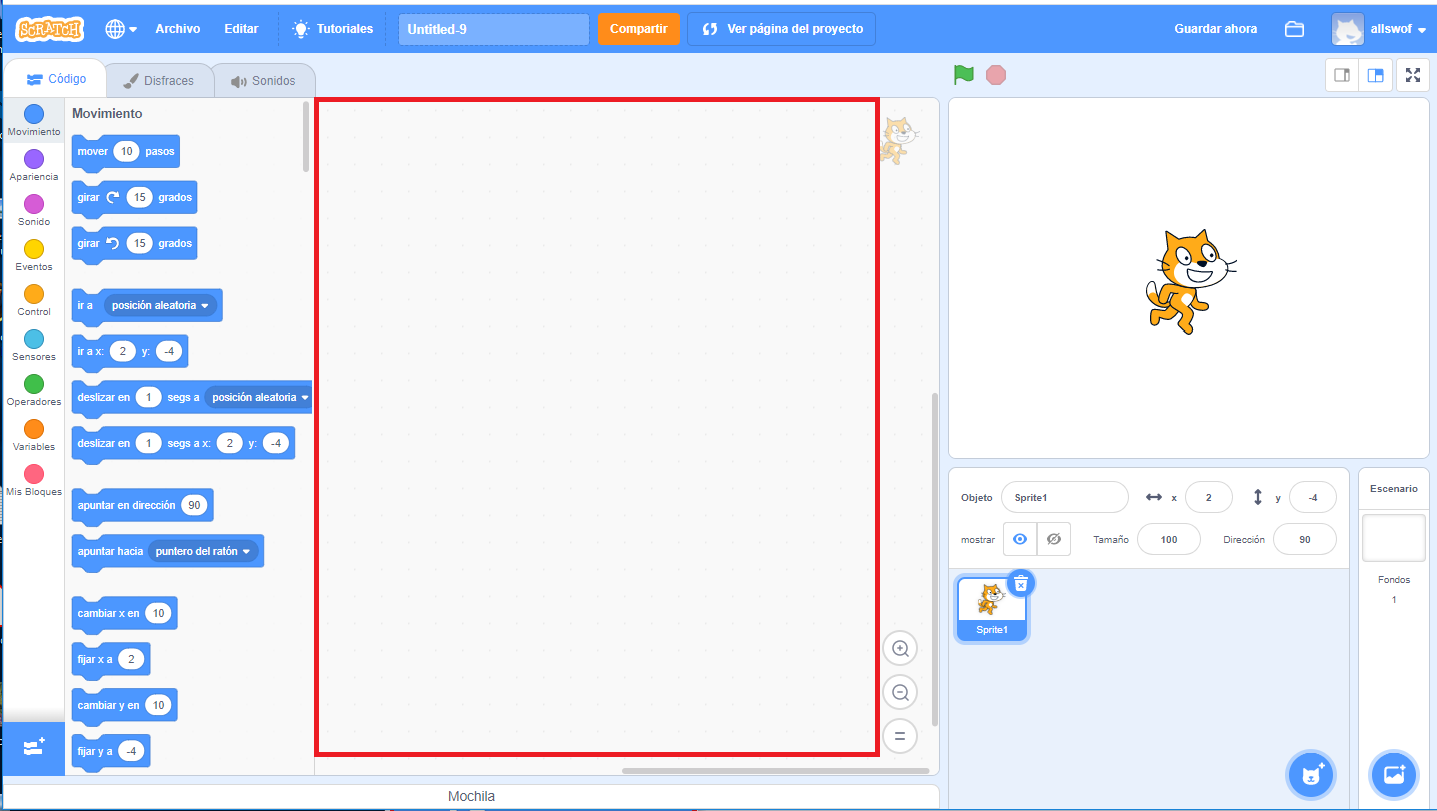 SCRATCH
Archivo
Editar
Tutoriales
Untitled-9
Compartir
Ver página del proyecto
Guardar ahora
allswof
Código
Disfraces
Sonidos
Movimiento
Apariencia
Sonido
Eventos
Control
Sensores
Operadores
Variables
Mis Bloques
Movimiento
mover 10 pasos
girar 15 grados
girar 15 grados
ir a posición aleatoria
ir a x: 2 y: -4
deslizar en 1 segs a posición aleatoria
deslizar en 1 segs a x: 2 y: -4
apuntar en dirección 90
apuntar hacia puntero del ratón
cambiar x en 10
fijar x a 2
cambiar y en 10
fijar y a -4
Mochila
Objeto Sprite1 x 2 y -4
mostrar Tamaño 100 Dirección 90
Sprite1
Escenario
Fondos
1